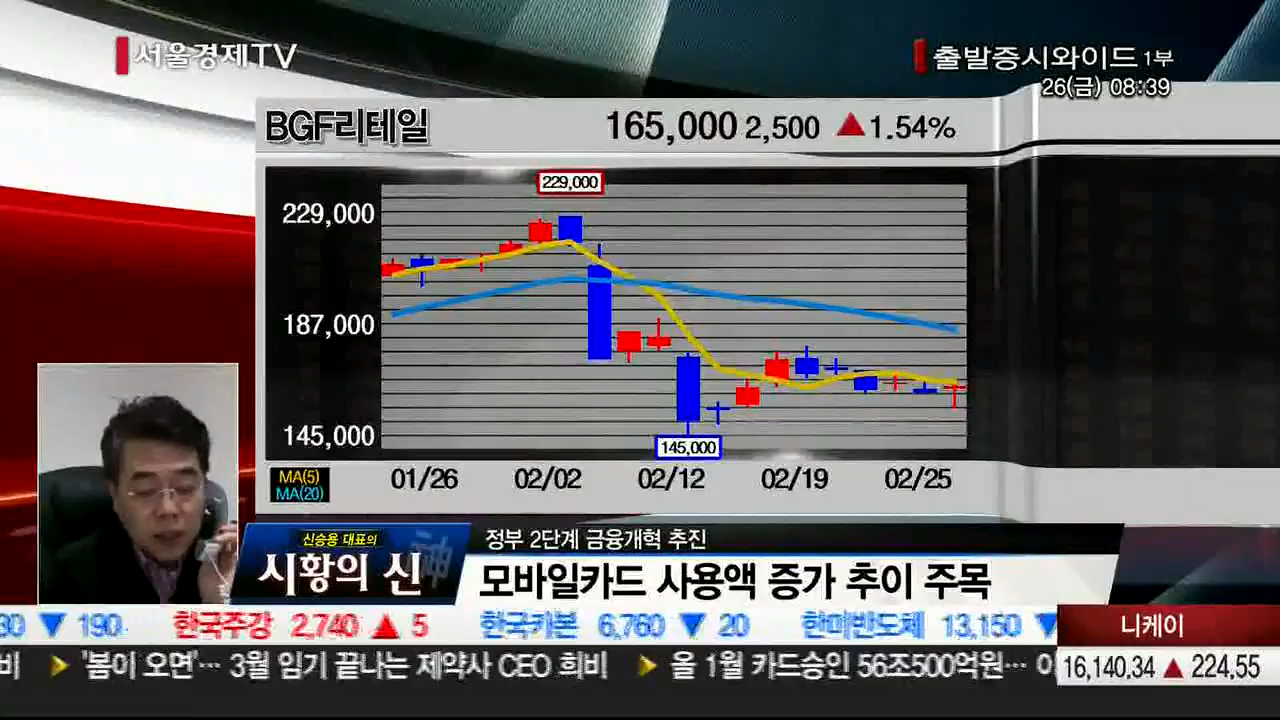 서울경제TV
출발증시와이드 1부
26(금) 08:39
BGF리테일 165,000 2,500 ▲1.54%
229,000
229,000
187,000
145,000
145,000
01/26 02/02 02/12 02/19 02/25
MA(5)
MA(20)
신승용 대표의
시황의 신
神
정부 2단계 금융개혁 추진
모바일카드 사용액 증가 추이 주목
30 ▼ 190 한국주강 2,740 ▲ 5 한국카본 6,760 ▼ 20 한미반도체 13,150 ▼
니케이
비 ▶ '봄이 오면'… 3월 임기 끝나는 제약사 CEO 희비 ▶ 올 1월 카드승인 56조500억원…
16,140.34 ▲ 224.55